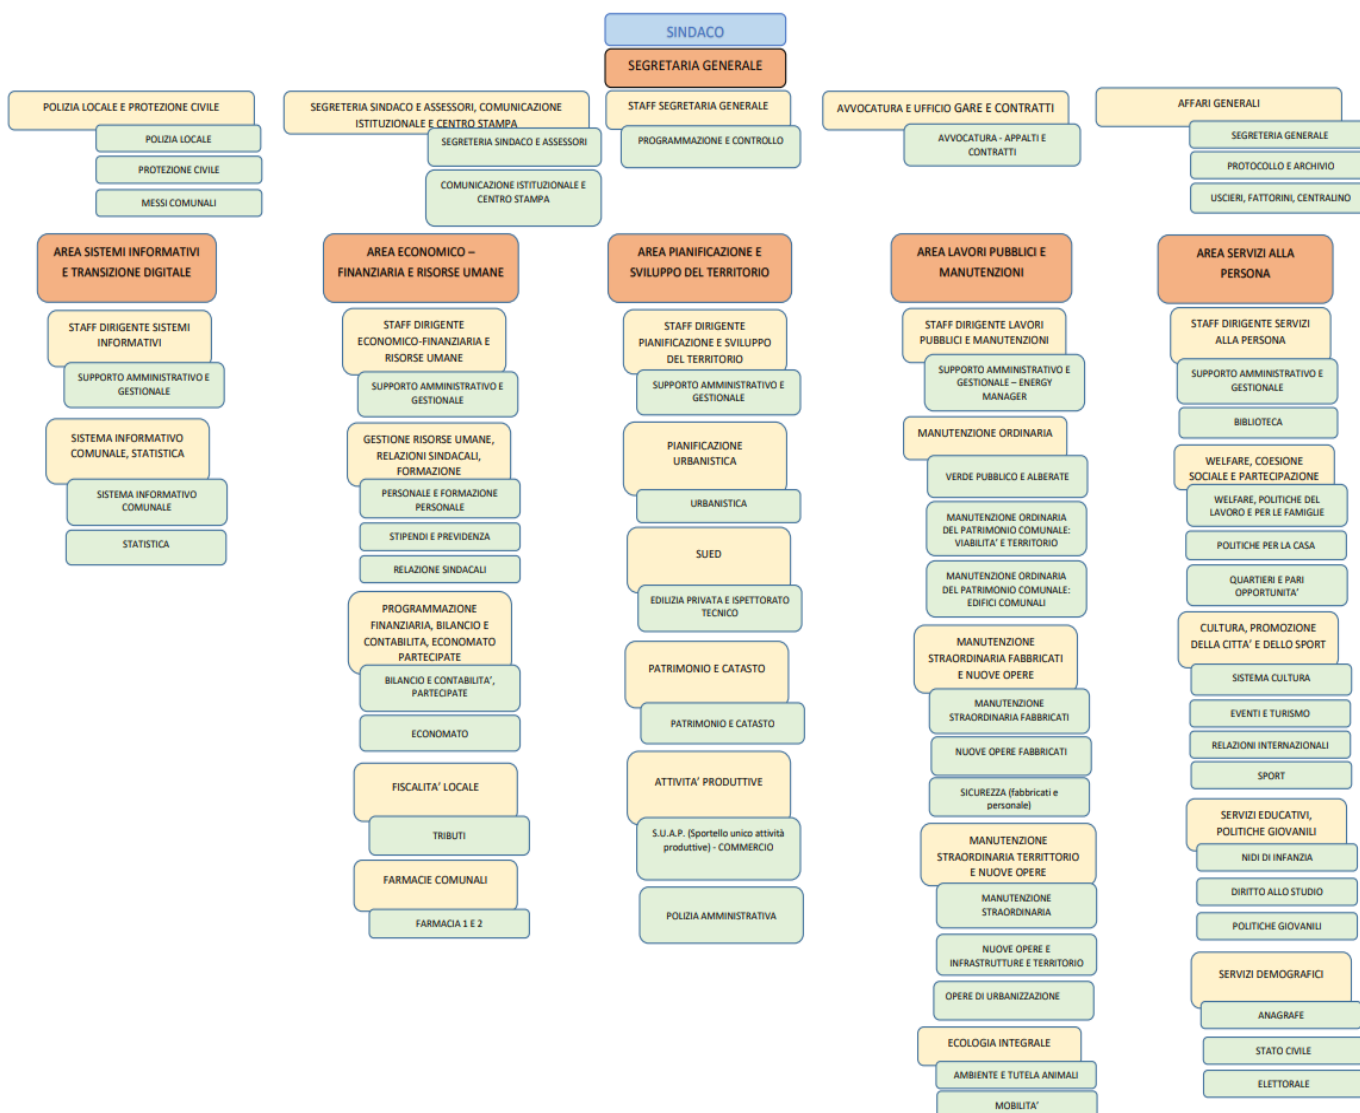 SINDACO
SEGRETARIA GENERALE
POLIZIA LOCALE E PROTEZIONE CIVILE
POLIZIA LOCALE
PROTEZIONE CIVILE
MESSI COMUNALI
SEGRETERIA SINDACO E ASSESSORI, COMUNICAZIONE
ISTITUZIONALE E CENTRO STAMPA
SEGRETERIA SINDACO E ASSESSORI
COMUNICAZIONE ISTITUZIONALE E
CENTRO STAMPA
STAFF SEGRETARIA GENERALE
PROGRAMMAZIONE E CONTROLLO
AVVOCATURA E UFFICIO GARE E CONTRATTI
AVVOCATURA - APPALTI E
CONTRATTI
AFFARI GENERALI
SEGRETERIA GENERALE
PROTOCOLLO E ARCHIVIO
USCIERI, FATTORINI, CENTRALINO
AREA SISTEMI INFORMATIVI
E TRANSIZIONE DIGITALE
STAFF DIRIGENTE SISTEMI
INFORMATIVI
SUPPORTO AMMINISTRATIVO E
GESTIONALE
SISTEMA INFORMATIVO
COMUNALE, STATISTICA
SISTEMA INFORMATIVO
COMUNALE
STATISTICA
AREA ECONOMICO –
FINANZIARIA E RISORSE UMANE
STAFF DIRIGENTE
ECONOMICO-FINANZIARIA E
RISORSE UMANE
SUPPORTO AMMINISTRATIVO E
GESTIONALE
GESTIONE RISORSE UMANE,
RELAZIONI SINDACALI,
FORMAZIONE
PERSONALE E FORMAZIONE
PERSONALE
STIPENDI E PREVIDENZA
RELAZIONE SINDACALI
PROGRAMMAZIONE
FINANZIARIA, BILANCIO E
CONTABILITA, ECONOMATO
PARTECIPATE
BILANCIO E CONTABILITA',
PARTECIPATE
ECONOMATO
FISCALITA' LOCALE
TRIBUTI
FARMACIE COMUNALI
FARMACIA 1 E 2
AREA PIANIFICAZIONE E
SVILUPPO DEL TERRITORIO
STAFF DIRIGENTE
PIANIFICAZIONE E SVILUPPO
DEL TERRITORIO
SUPPORTO AMMINISTRATIVO E
GESTIONALE
PIANIFICAZIONE
URBANISTICA
URBANISTICA
SUED
EDILIZIA PRIVATA E ISPETTORATO
TECNICO
PATRIMONIO E CATASTO
PATRIMONIO E CATASTO
ATTIVITA' PRODUTTIVE
S.U.A.P. (Sportello unico attività
produttive) - COMMERCIO
POLIZIA AMMINISTRATIVA
AREA LAVORI PUBBLICI E
MANUTENZIONI
STAFF DIRIGENTE LAVORI
PUBBLICI E MANUTENZIONI
SUPPORTO AMMINISTRATIVO E
GESTIONALE – ENERGY
MANAGER
MANUTENZIONE ORDINARIA
VERDE PUBBLICO E ALBERATE
MANUTENZIONE ORDINARIA
DEL PATRIMONIO COMUNALE:
VIABILITA' E TERRITORIO
MANUTENZIONE ORDINARIA
DEL PATRIMONIO COMUNALE:
EDIFICI COMUNALI
MANUTENZIONE
STRAORDINARIA FABBRICATI
E NUOVE OPERE
MANUTENZIONE
STRAORDINARIA FABBRICATI
NUOVE OPERE FABBRICATI
SICUREZZA (fabbricati e
personale)
MANUTENZIONE
STRAORDINARIA TERRITTORIO
E NUOVE OPERE
MANUTENZIONE
STRAORDINARIA
NUOVE OPERE E
INFRASTRUTTURE E TERRITORIO
OPERE DI URBANIZZAZIONE
ECOLOGIA INTEGRALE
AMBIENTE E TUTELA ANIMALI
MOBILITA'
AREA SERVIZI ALLA
PERSONA
STAFF DIRIGENTE SERVIZI
ALLA PERSONA
SUPPORTO AMMINISTRATIVO E
GESTIONALE
BIBLIOTECA
WELFARE, COESIONE
SOCIALE E PARTECIPAZIONE
WELFARE, POLITICHE DEL
LAVORO E PER LE FAMIGLIE
POLITICHE PER LA CASA
QUARTIERI E PARI
OPPORTUNITA'
CULTURA, PROMOZIONE
DELLA CITTA' E DELLO SPORT
SISTEMA CULTURA
EVENTI E TURISMO
RELAZIONI INTERNAZIONALI
SPORT
SERVIZI EDUCATIVI,
POLITICHE GIOVANILI
NIDI DI INFANZIA
DIRITTO ALLO STUDIO
POLITICHE GIOVANILI
SERVIZI DEMOGRAFICI
ANAGRAFE
STATO CIVILE
ELETTORALE